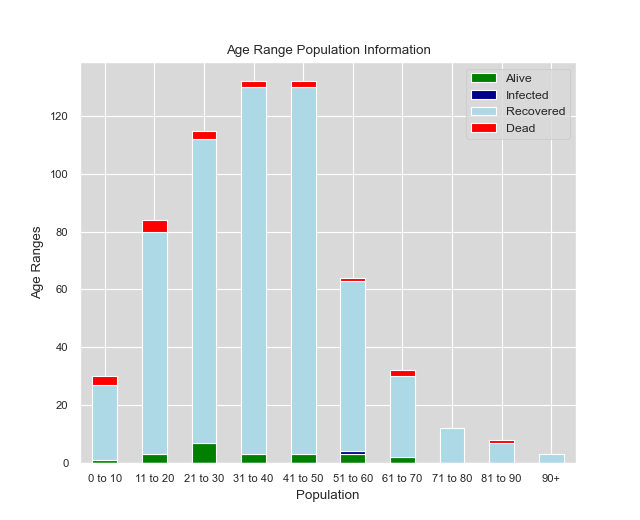 Age Range Population Information
Alive
Infected
Recovered
Dead
Age Ranges
120
100
80
60
40
20
0
0 to 10 11 to 20 21 to 30 31 to 40 41 to 50 51 to 60 61 to 70 71 to 80 81 to 90 90+
Population